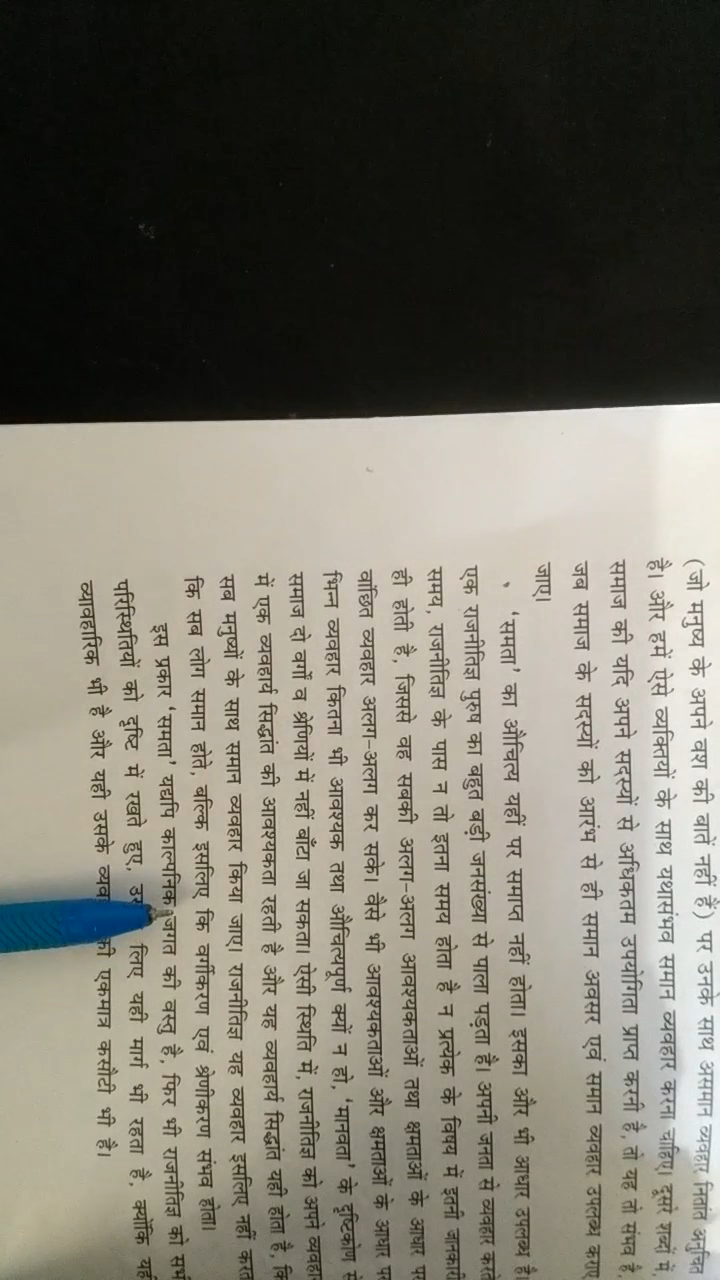 (जो मनुष्य के अपने वश की बातें नहीं हैं) पर उनके साथ असमान व्यवहार नितांत अनुचित
है। और हमें ऐसे व्यक्तियों के साथ यथासंभव समान व्यवहार करना चाहिए, दूसरे शब्दों में,
समाज को यदि अपने सदस्यों से अधिकतम उपयोगिता प्राप्त करनी है, तो यह तो संभव है
जब समाज के सदस्यों को आरंभ से ही समान अवसर एवं समान व्यवहार उपलब्ध कराए
जाएं।
• 'समता' का औचित्य यहीं पर समाप्त नहीं होता। इसका और भी आधार उपलब्ध है।
एक राजनीतिज्ञ पुरुष का बहुत बड़ी जनसंख्या से पाला पड़ता है। अपनी जनता से व्यवहार करते
समय, राजनीतिज्ञ के पास न तो इतना समय होता है न प्रत्येक के विषय में इतनी जानकारी
ही होती है, जिससे वह सबकी अलग-अलग आवश्यकताओं तथा क्षमताओं के आधार पर
वांछित व्यवहार अलग-अलग कर सके। वैसे भी आवश्यकताओं और क्षमताओं के आधार पर
भिन्न व्यवहार कितना भी आवश्यक तथा औचित्यपूर्ण क्यों न हो, 'मानवता' के दृष्टिकोण से
समाज दो वर्गों व श्रेणियों में नहीं बाँटा जा सकता। ऐसी स्थिति में, राजनीतिज्ञ को अपने व्यवहार
में एक व्यवहार्य सिद्धांत की आवश्यकता रहती है और यह व्यवहार्य सिद्धांत यही होता है, कि
सब मनुष्यों के साथ समान व्यवहार किया जाए। राजनीतिज्ञ यह व्यवहार इसलिए नहीं करता
कि सब लोग समान होते, बल्कि इसलिए कि वर्गीकरण एवं श्रेणीकरण संभव होता।
इस प्रकार 'समता' यद्यपि काल्पनिक जगत की वस्तु है, फिर भी राजनीतिज्ञ को
परिस्थितियों को दृष्टि में रखते हुए, लिए यही मार्ग भी रहता है, क्योंकि
व्यावहारिक भी है और यही उसके की एकमात्र कसौटी भी है।